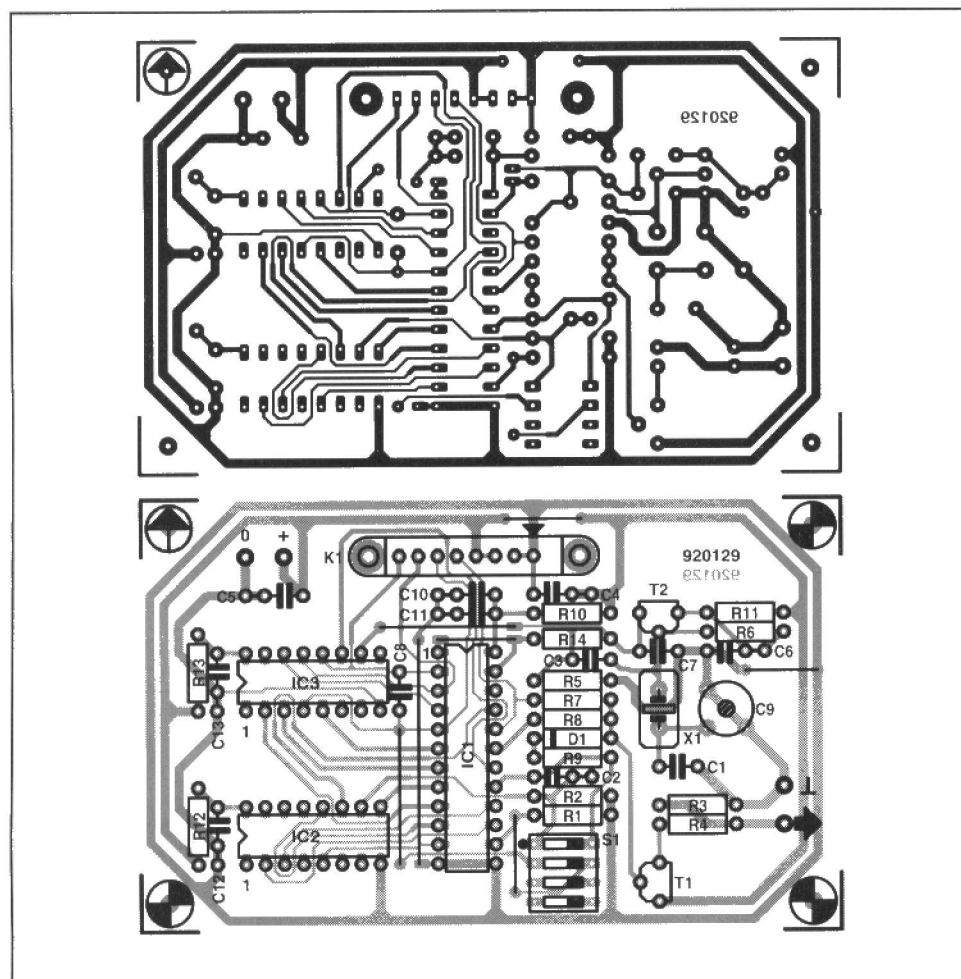 920129
0 +
K1
920129
920129
C5
C10
C11
C4
R10
T2
R11
R6
R14
C3
C7
C6
R13
IC3
C8
1
R5
R7
R8
D1
R9
C9
X1
C13
1
IC1
C2
C1
R2
R1
R3
R4
⊥
R12
IC2
S1
C12
1
T1